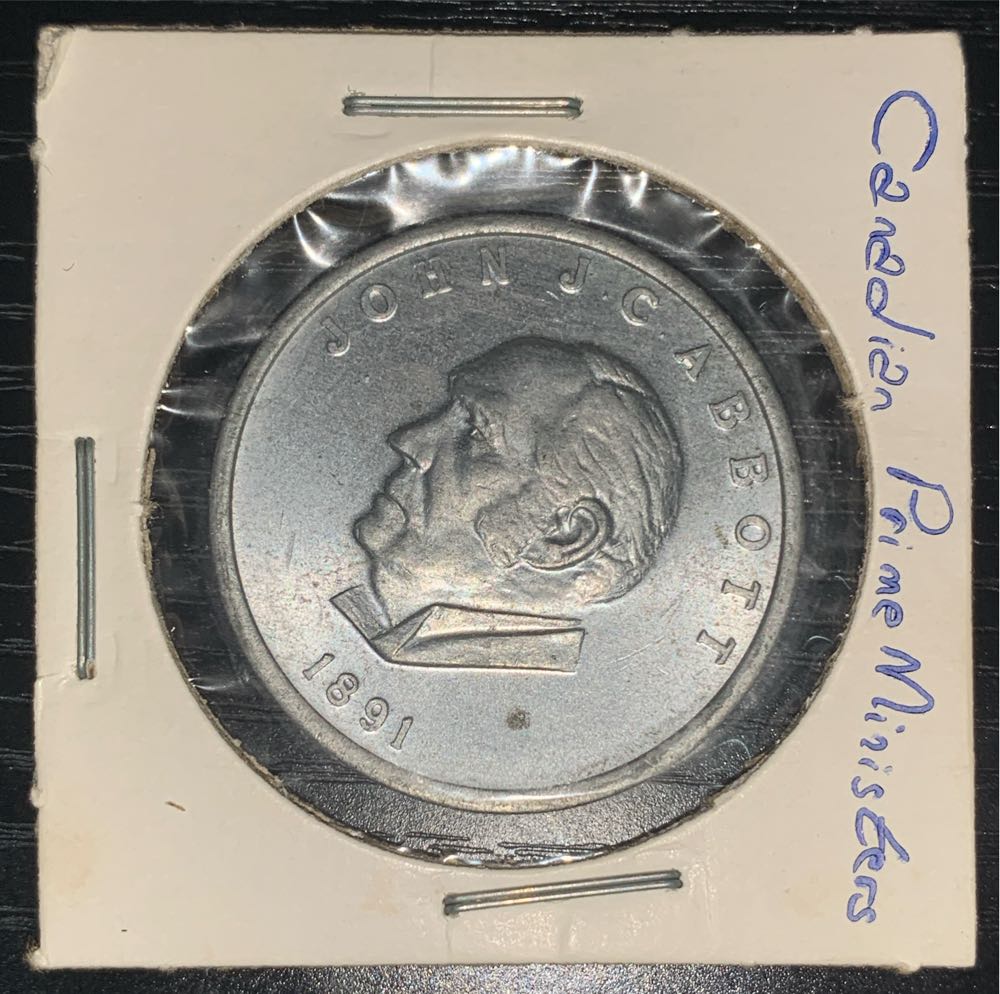 JOHN J.C. ABBOTT
1891
Canadian Prime Ministers